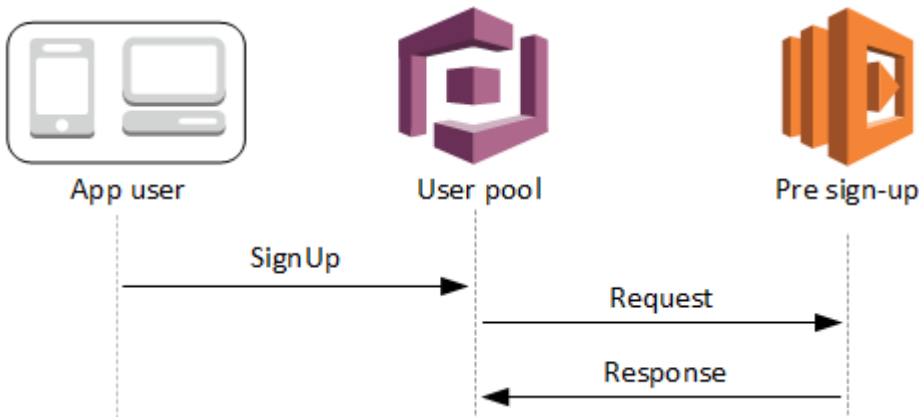 App user
User pool
Pre sign-up
SignUp
Request
Response